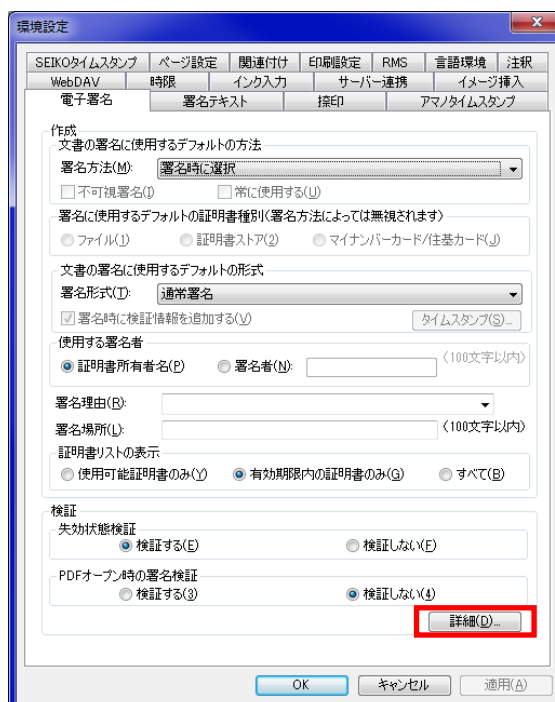 環境設定
SEIKOタイムスタンプ ページ設定 関連付け 印刷設定 RMS 言語環境 注釈
WebDAV 時限 インク入力 サーバー連携 イメージ挿入
電子署名 署名テキスト 捺印 アマノタイムスタンプ
作成
文書の署名に使用するデフォルトの方法
署名方法(M): 署名時に選択
不可視署名(I) 常に使用する(U)
署名に使用するデフォルトの証明書種別(署名方法によっては無視されます)
ファイル(1) 証明書ストア(2) マイナンバーカード/住基カード(J)
文書の署名に使用するデフォルトの形式
署名形式(T): 通常署名
署名時に検証情報を追加する(V) タイムスタンプ(S)...
使用する署名者
証明書所有者名(P) 署名者(N): (100文字以内)
署名理由(R):
署名場所(L): (100文字以内)
証明書リストの表示
使用可能証明書のみ(Y) 有効期限内の証明書のみ(G) すべて(B)
検証
失効状態検証
検証する(E) 検証しない(F)
PDFオープン時の署名検証
検証する(3) 検証しない(4)
詳細(D)...
OK キャンセル 適用(A)